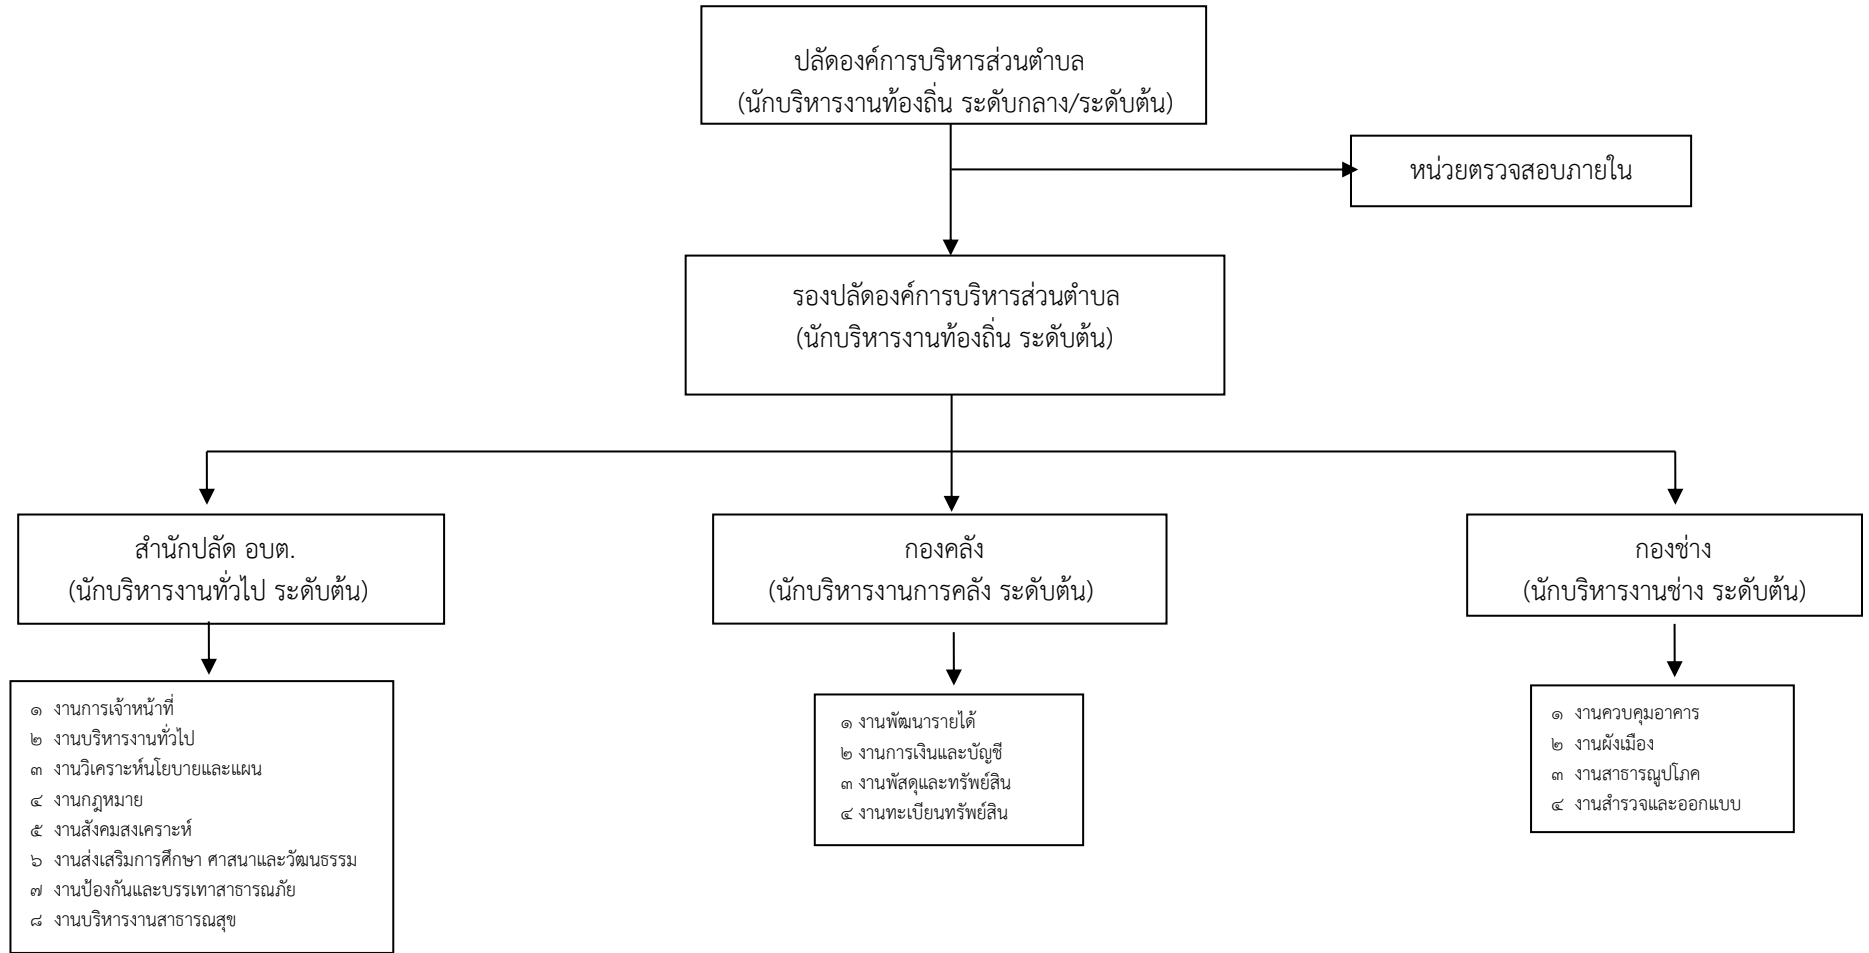 ปลัดองค์การบริหารส่วนตำบล
(นักบริหารงานท้องถิ่น ระดับกลาง/ระดับต้น)
หน่วยตรวจสอบภายใน
รองปลัดองค์การบริหารส่วนตำบล
(นักบริหารงานท้องถิ่น ระดับต้น)
สำนักปลัด อบต.
(นักบริหารงานทั่วไป ระดับต้น)
กองคลัง
(นักบริหารงานการคลัง ระดับต้น)
กองช่าง
(นักบริหารงานช่าง ระดับต้น)
๑ งานการเจ้าหน้าที่
๒ งานบริหารงานทั่วไป
๓ งานวิเคราะห์นโยบายและแผน
๔ งานกฎหมาย
๕ งานสังคมสงเคราะห์
๖ งานส่งเสริมการศึกษา ศาสนาและวัฒนธรรม
๗ งานป้องกันและบรรเทาสาธารณภัย
๘ งานบริหารงานสาธารณสุข
๑ งานพัฒนารายได้
๒ งานการเงินและบัญชี
๓ งานพัสดุและทรัพย์สิน
๔ งานทะเบียนทรัพย์สิน
๑ งานควบคุมอาคาร
๒ งานผังเมือง
๓ งานสาธารณูปโภค
๔ งานสำรวจและออกแบบ